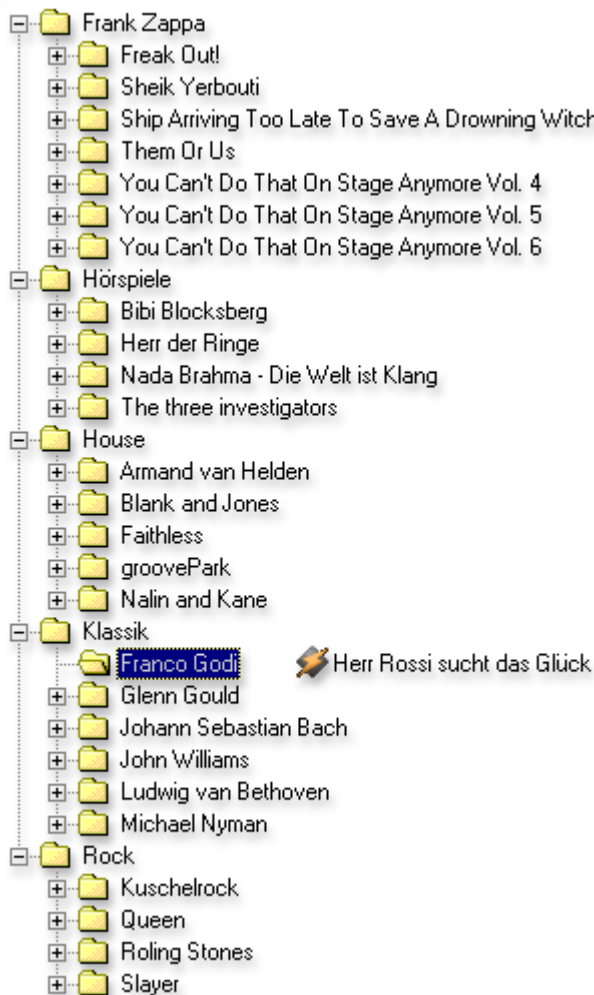 Frank Zappa
Freak Out!
Sheik Yerbouti
Ship Arriving Too Late To Save A Drowning Witch
Them Or Us
You Can't Do That On Stage Anymore Vol. 4
You Can't Do That On Stage Anymore Vol. 5
You Can't Do That On Stage Anymore Vol. 6
Hörspiele
Bibi Blocksberg
Herr der Ringe
Nada Brahma - Die Welt ist Klang
The three investigators
House
Armand van Helden
Blank and Jones
Faithless
groovePark
Nalin and Kane
Klassik
Franco Godi Herr Rossi sucht das Glück
Glenn Gould
Johann Sebastian Bach
John Williams
Ludwig van Bethoven
Michael Nyman
Rock
Kuschelrock
Queen
Roling Stones
Slayer